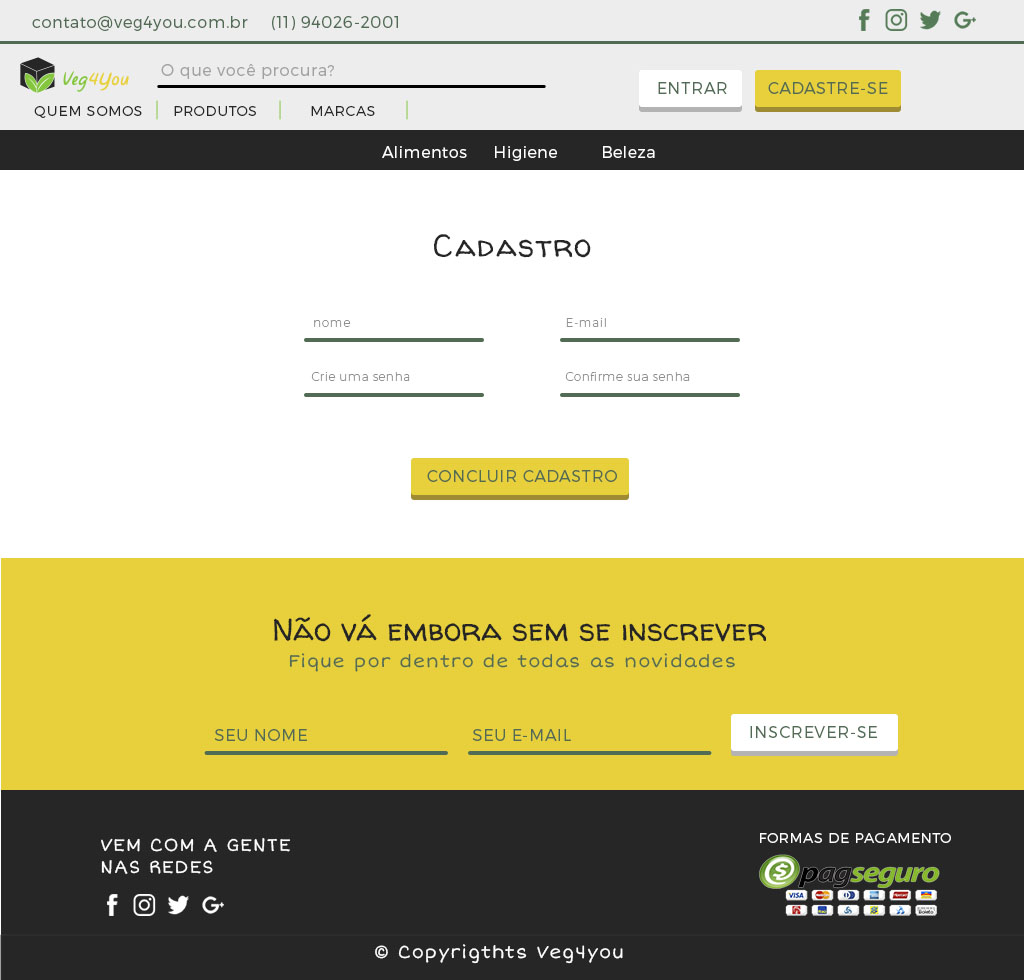 contato@veg4you.com.br (11) 94026-2001
Veg4You
O que você procura?
ENTRAR CADASTRE-SE
QUEM SOMOS PRODUTOS MARCAS
Alimentos Higiene Beleza
Cadastro
nome E-mail
Crie uma senha Confirme sua senha
CONCLUIR CADASTRO
Não vá embora sem se inscrever
Fique por dentro de todas as novidades
SEU NOME SEU E-MAIL INSCREVER-SE
VEM COM A GENTE
NAS REDES
FORMAS DE PAGAMENTO
pagseguro
VISA
© Copyrigthts Veg4you